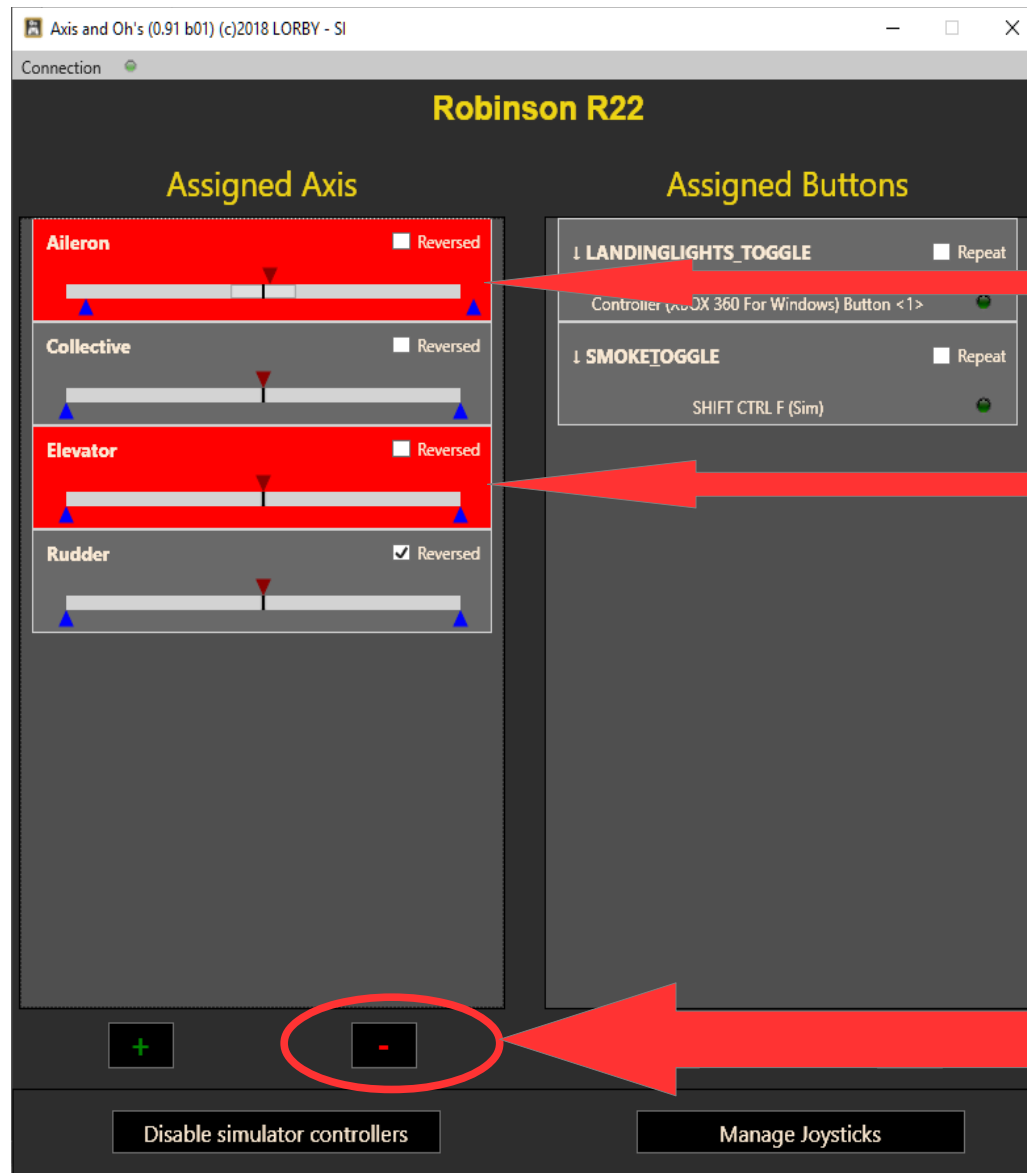 Axis and Oh's (0.91 b01) (c)2018 LORBY - SI
Connection
Robinson R22
Assigned Axis
Assigned Buttons
Aileron
Reversed
Collective
Reversed
Elevator
Reversed
Rudder
Reversed
↓ LANDINGLIGHTS_TOGGLE
Repeat
Controller (XBOX 360 For Windows) Button <1>
↓ SMOKETOGGLE
Repeat
SHIFT CTRL F (Sim)
+
-
Disable simulator controllers
Manage Joysticks